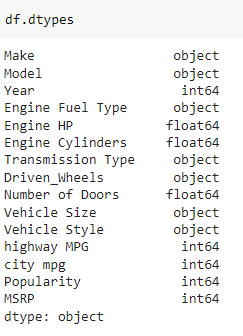 df.dtypes
Make object
Model object
Year int64
Engine Fuel Type object
Engine HP float64
Engine Cylinders float64
Transmission Type object
Driven_Wheels object
Number of Doors float64
Vehicle Size object
Vehicle Style object
highway MPG int64
city mpg int64
Popularity int64
MSRP int64
dtype: object